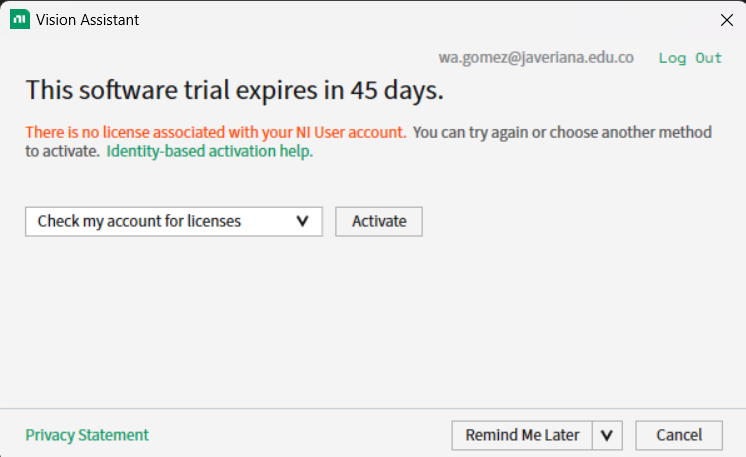 Vision Assistant
wa.gomez@javeriana.edu.co Log Out
This software trial expires in 45 days.
There is no license associated with your NI User account. You can try again or choose another method
to activate. Identity-based activation help.
Check my account for licenses Activate
Privacy Statement Remind Me Later Cancel